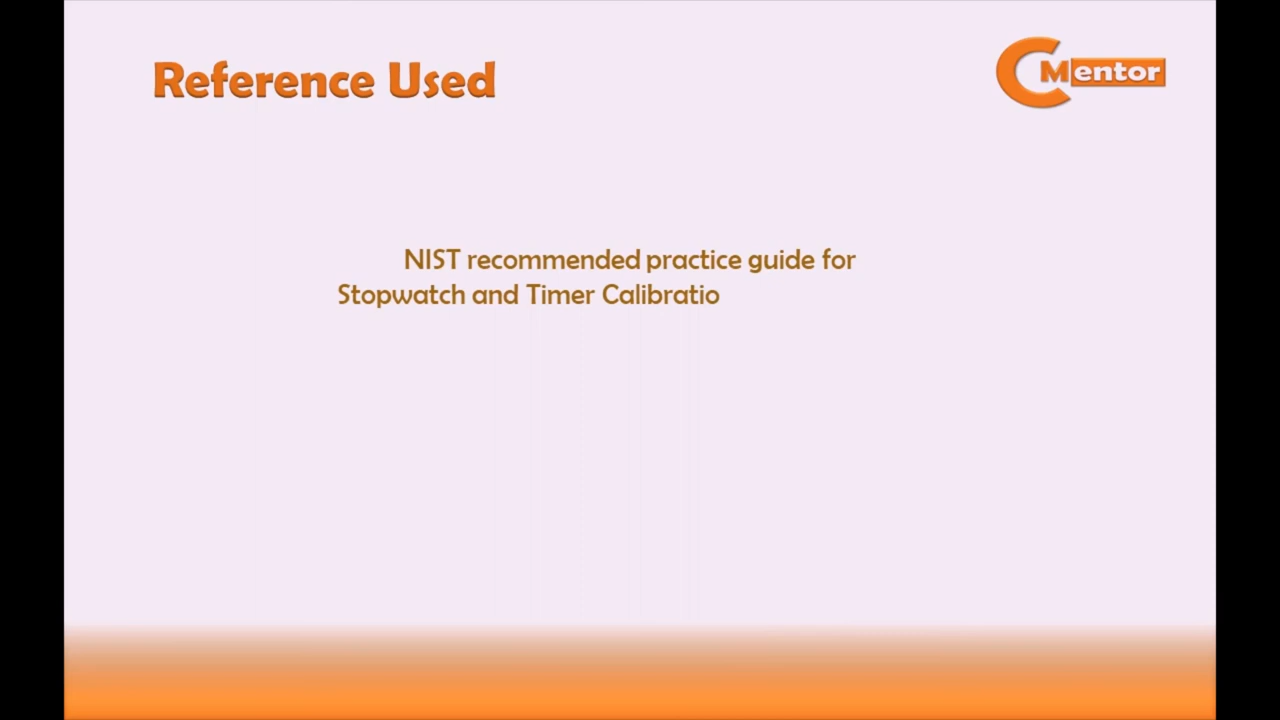 Reference Used
CMentor
NIST recommended practice guide for
Stopwatch and Timer Calibratio